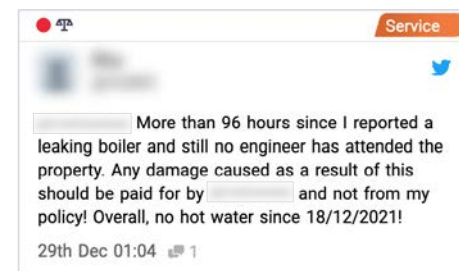 Service
More than 96 hours since I reported a
leaking boiler and still no engineer has attended the
property. Any damage caused as a result of this
should be paid for by and not from my
policy! Overall, no hot water since 18/12/2021!
29th Dec 01:04 1